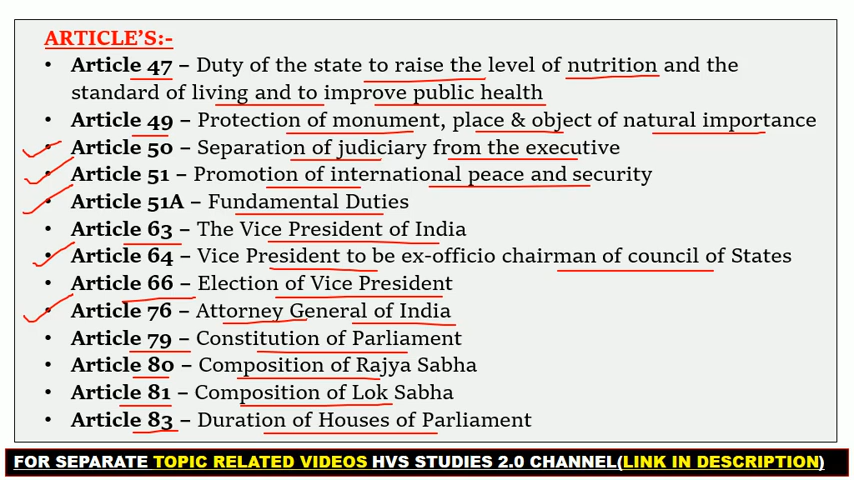 ARTICLE'S:-
• Article 47 – Duty of the state to raise the level of nutrition and the
standard of living and to improve public health
• Article 49 – Protection of monument, place & object of natural importance
• Article 50 – Separation of judiciary from the executive
• Article 51 – Promotion of international peace and security
• Article 51A – Fundamental Duties
• Article 63 – The Vice President of India
• Article 64 – Vice President to be ex-officio chairman of council of States
• Article 66 – Election of Vice President
• Article 76 – Attorney General of India
• Article 79 – Constitution of Parliament
• Article 80 – Composition of Rajya Sabha
• Article 81 – Composition of Lok Sabha
• Article 83 – Duration of Houses of Parliament
FOR SEPARATE TOPIC RELATED VIDEOS HVS STUDIES 2.0 CHANNEL(LINK IN DESCRIPTION)